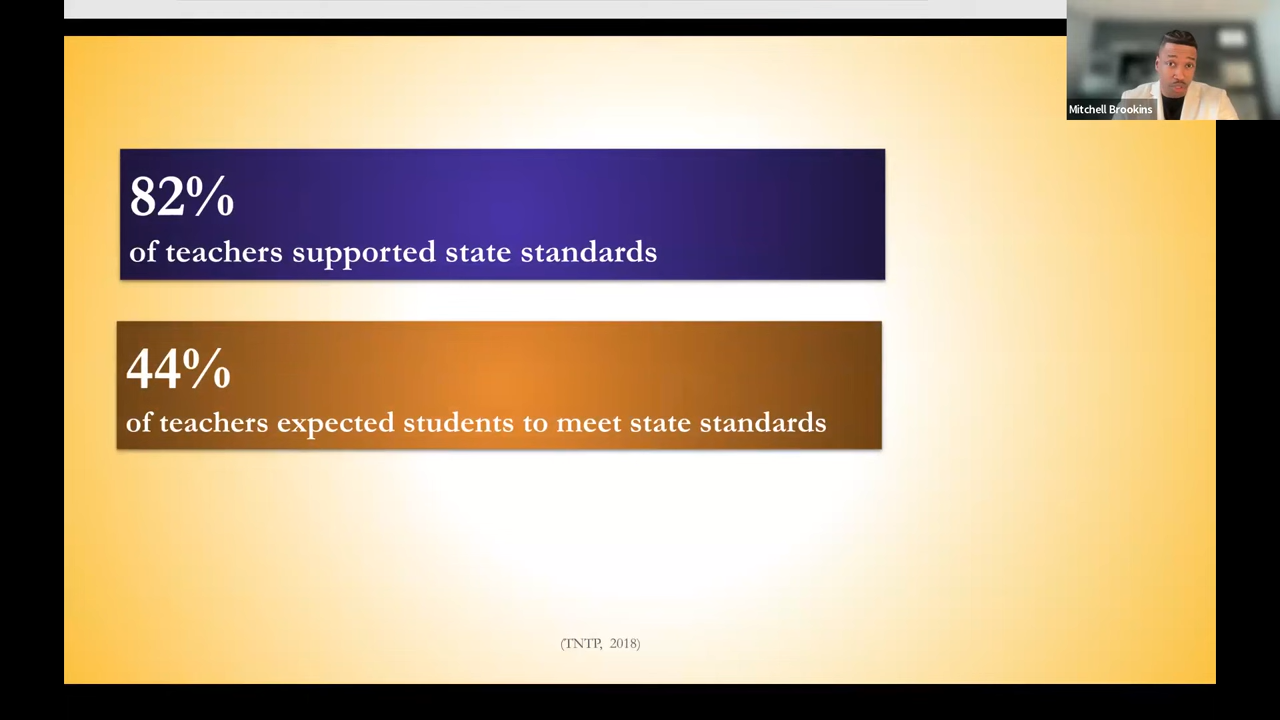 Mitchell Brookins
82%
of teachers supported state standards
44%
of teachers expected students to meet state standards
(TNTP, 2018)